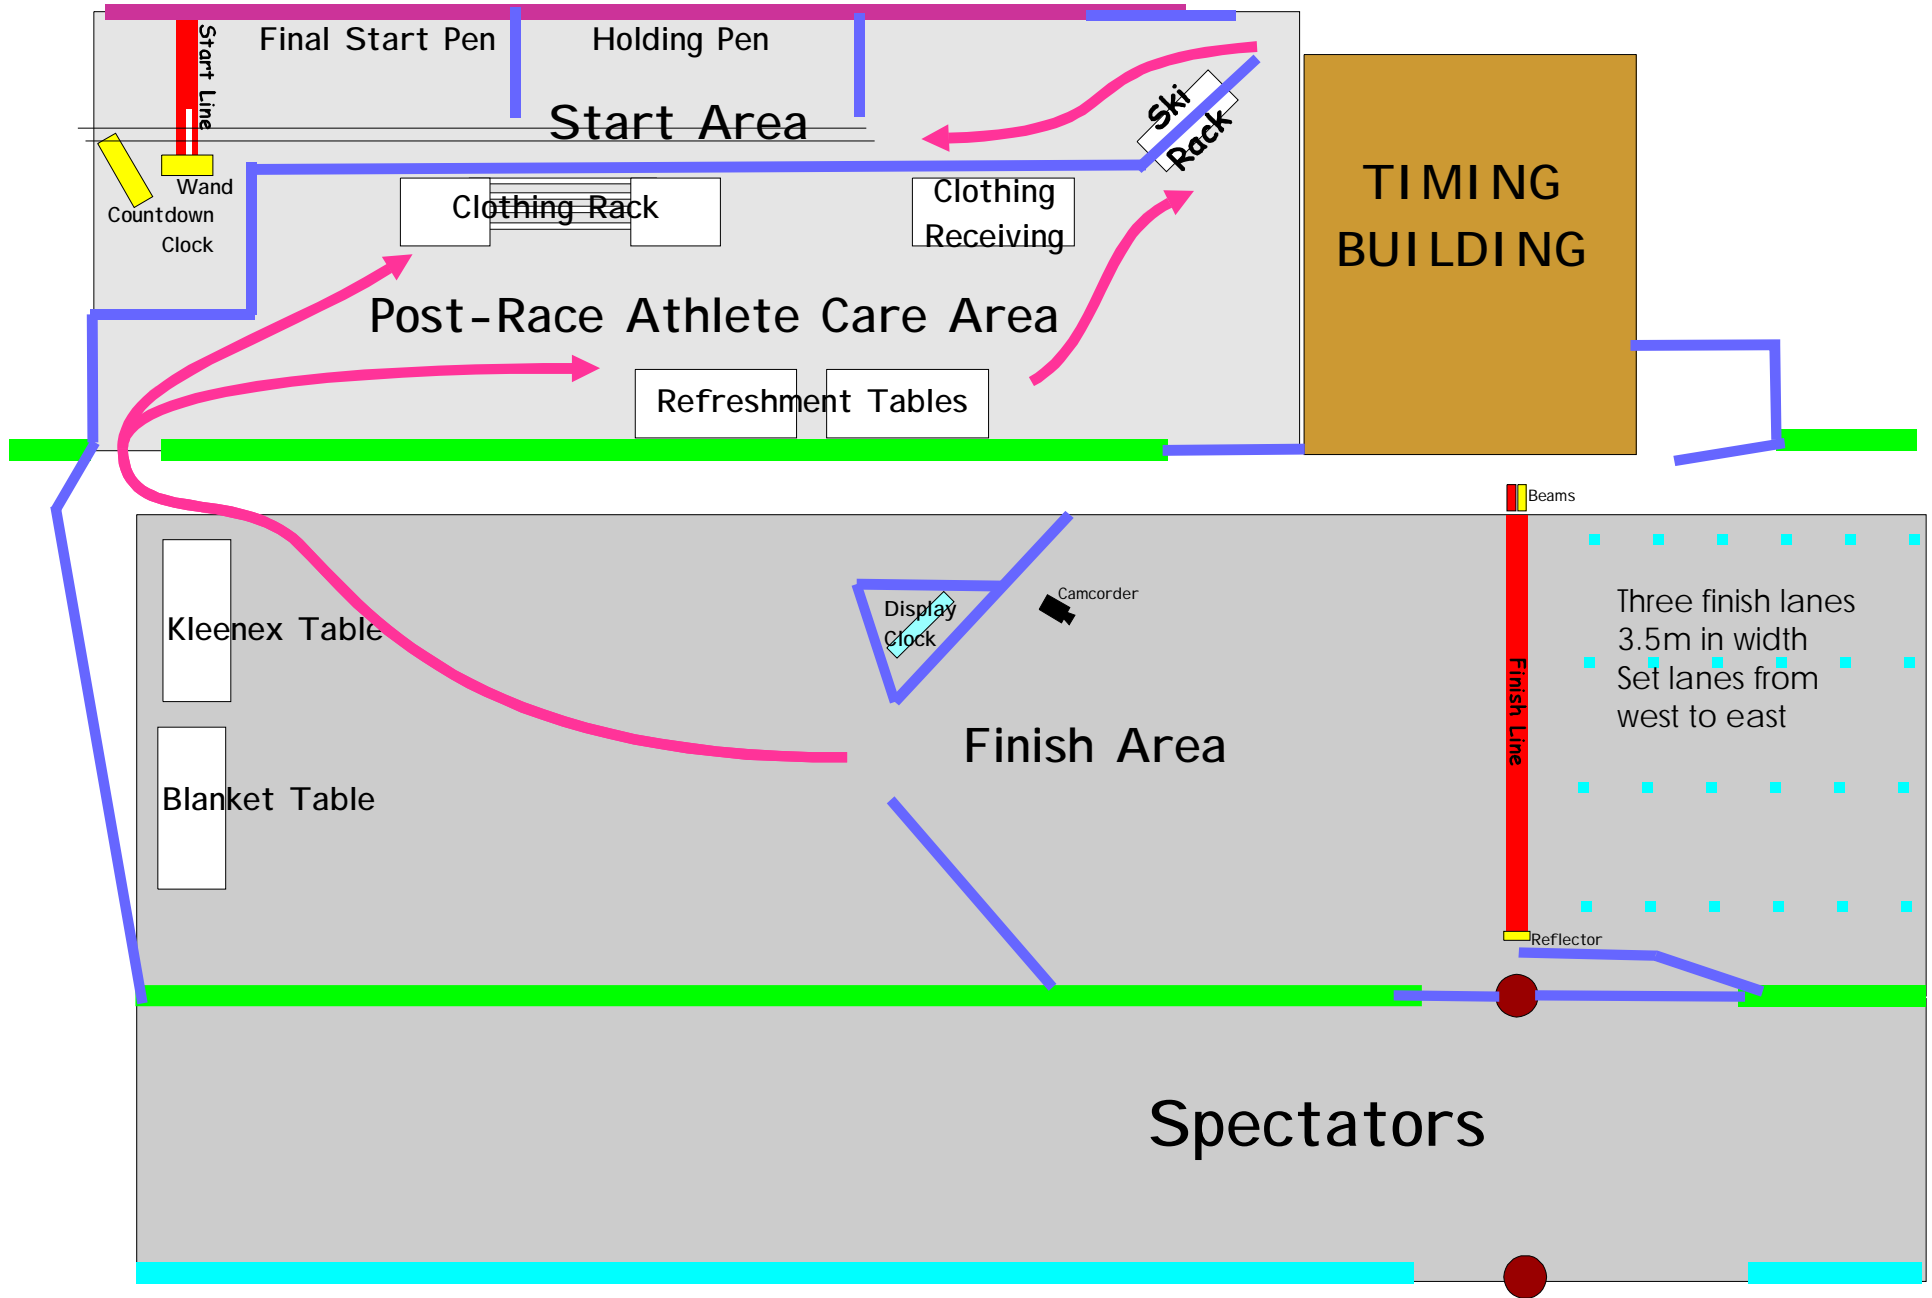 Final Start Pen
Holding Pen
Start Line
Start Area
Ski
Rack
Wand
Countdown
Clock
Clothing Rack
Clothing
Receiving
TIMING
BUILDING
Post-Race Athlete Care Area
Refreshment Tables
Beams
Kleenex Table
Display
Clock
Camcorder
Three finish lanes
3.5m in width
Set lanes from
west to east
Finish Line
Finish Area
Blanket Table
Reflector
Spectators